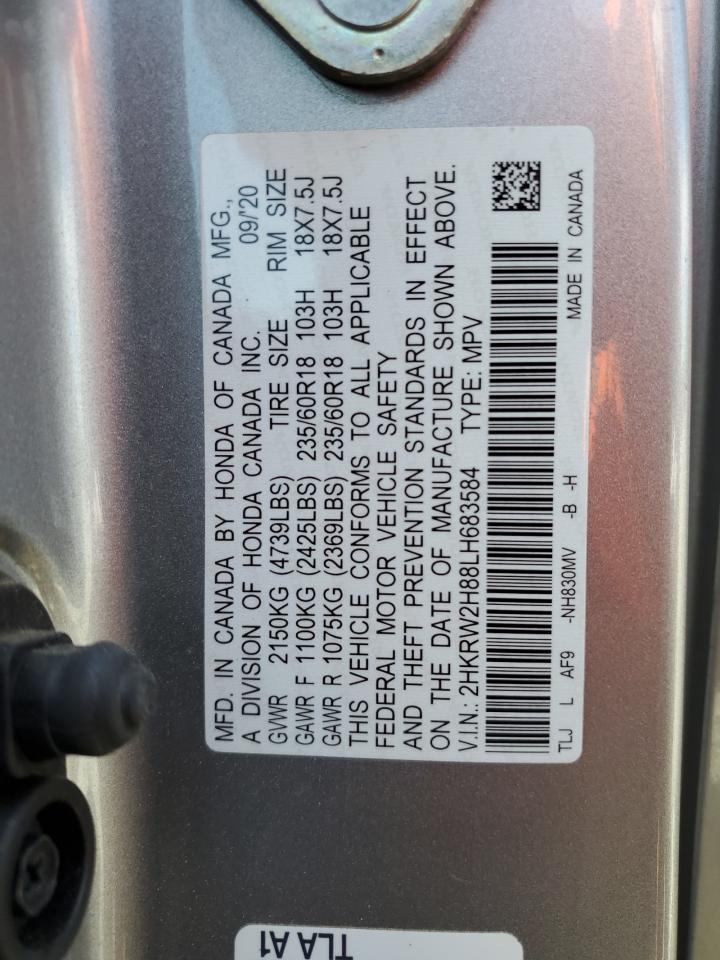 MFD. IN CANADA BY HONDA OF CANADA MFG.,
A DIVISION OF HONDA CANADA INC. 09/'20
GVWR 2150KG (4739LBS) TIRE SIZE RIM SIZE
GAWR F 1100KG (2425LBS) 235/60R18 103H 18X7.5J
GAWR R 1075KG (2369LBS) 235/60R18 103H 18X7.5J
THIS VEHICLE CONFORMS TO ALL APPLICABLE
FEDERAL MOTOR VEHICLE SAFETY
AND THEFT PREVENTION STANDARDS IN EFFECT
ON THE DATE OF MANUFACTURE SHOWN ABOVE.
V.I.N.: 2HKRW2H88LH683584 TYPE: MPV
TLJ L AF9 -NH830MV -B -H MADE IN CANADA
TLA A1